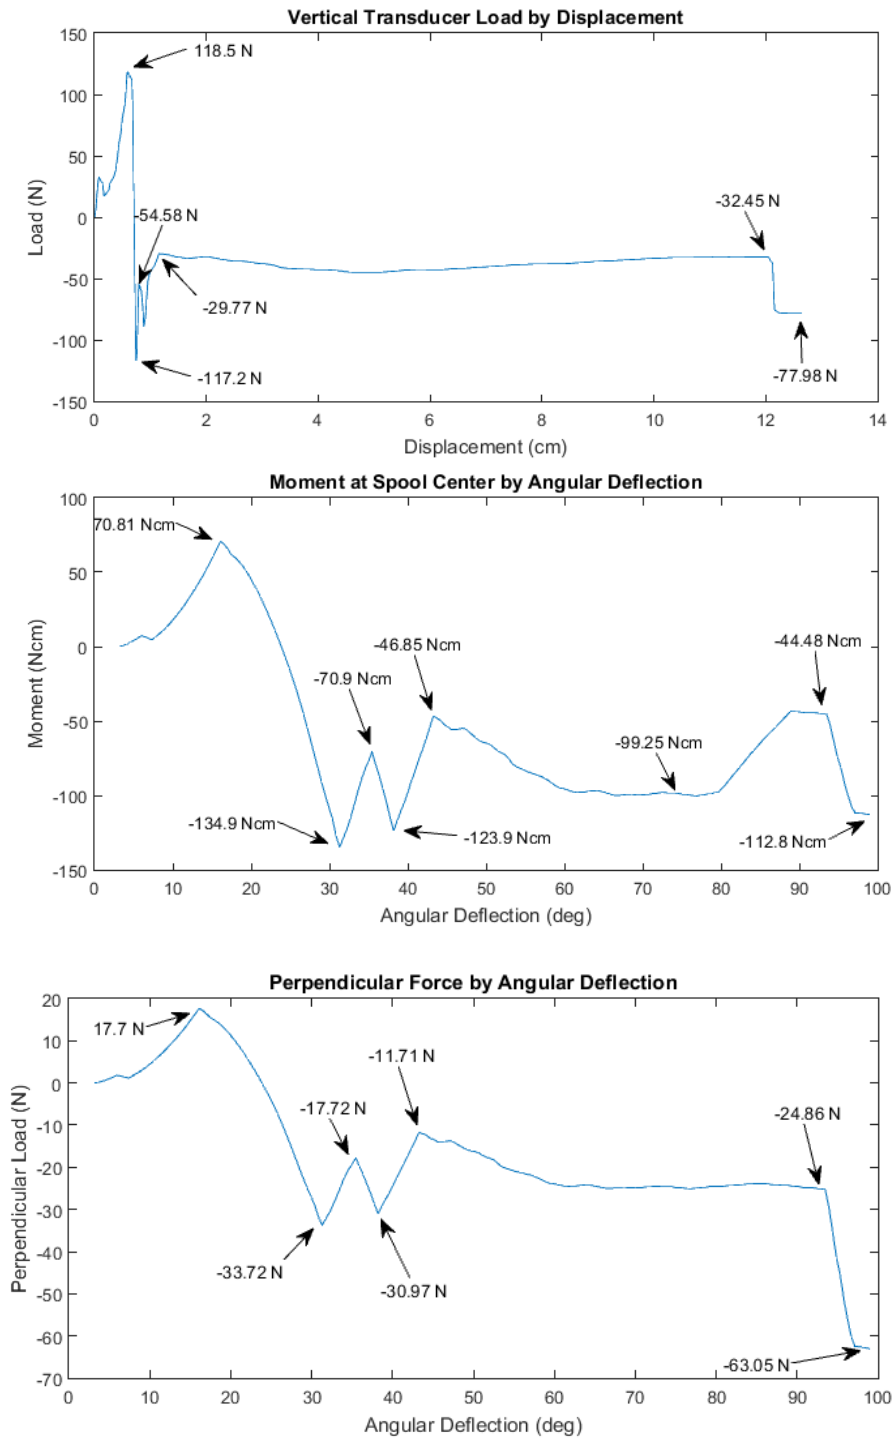 Vertical Transducer Load by Displacement
150
118.5 N
100
50
0
-54.58 N
-32.45 N
-50
-29.77 N
-100
-117.2 N
-77.98 N
-150
0 2 4 6 8 10 12 14
Load (N)
Displacement (cm)
Moment at Spool Center by Angular Deflection
100
70.81 Ncm
50
0
-46.85 Ncm
-44.48 Ncm
-70.9 Ncm
-50
-99.25 Ncm
-100
-134.9 Ncm
-123.9 Ncm
-112.8 Ncm
-150
0 10 20 30 40 50 60 70 80 90 100
Moment (Ncm)
Angular Deflection (deg)
Perpendicular Force by Angular Deflection
20
17.7 N
10
0
-11.71 N
-10
-17.72 N
-24.86 N
-20
-30
-33.72 N
-30.97 N
-40
-50
-60
-63.05 N
-70
0 10 20 30 40 50 60 70 80 90 100
Perpendicular Load (N)
Angular Deflection (deg)